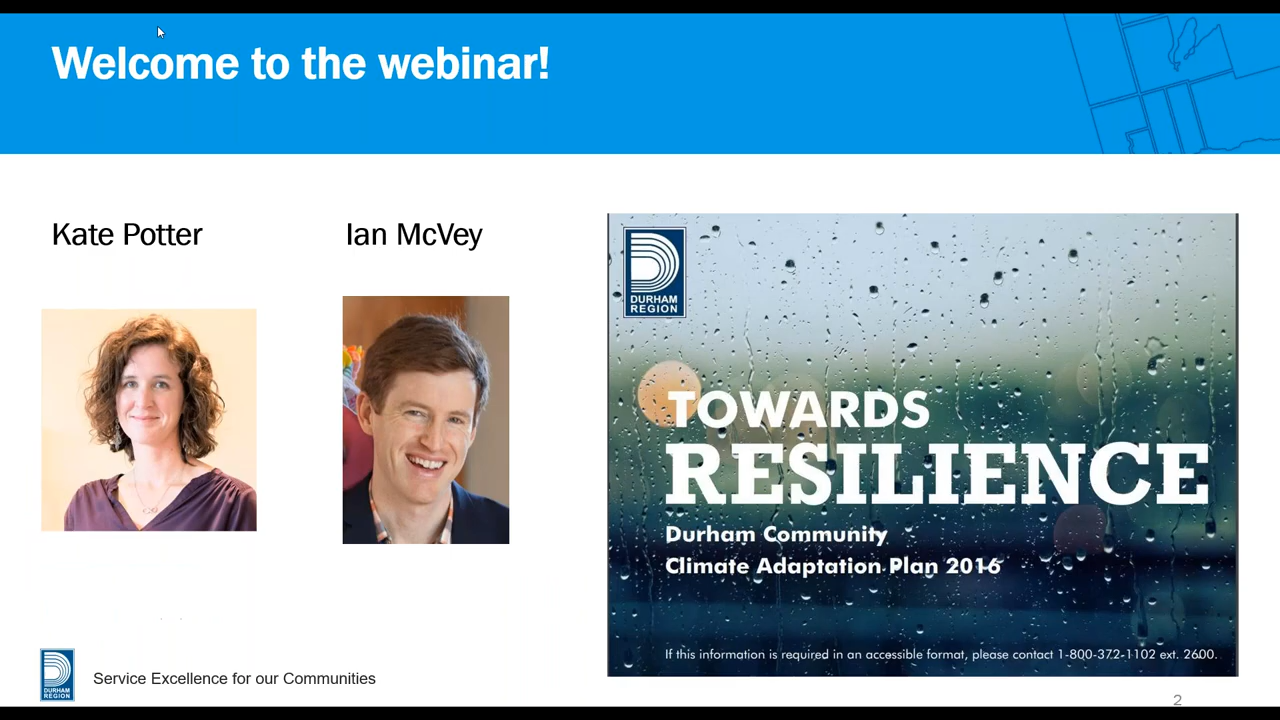 Welcome to the webinar!
Kate Potter
Ian McVey
DURHAM
REGION
TOWARDS
RESILIENCE
Durham Community
Climate Adaptation Plan 2016
If this information is required in an accessible format, please contact 1-800-372-1102 ext. 2600.
DURHAM
REGION
Service Excellence for our Communities
2